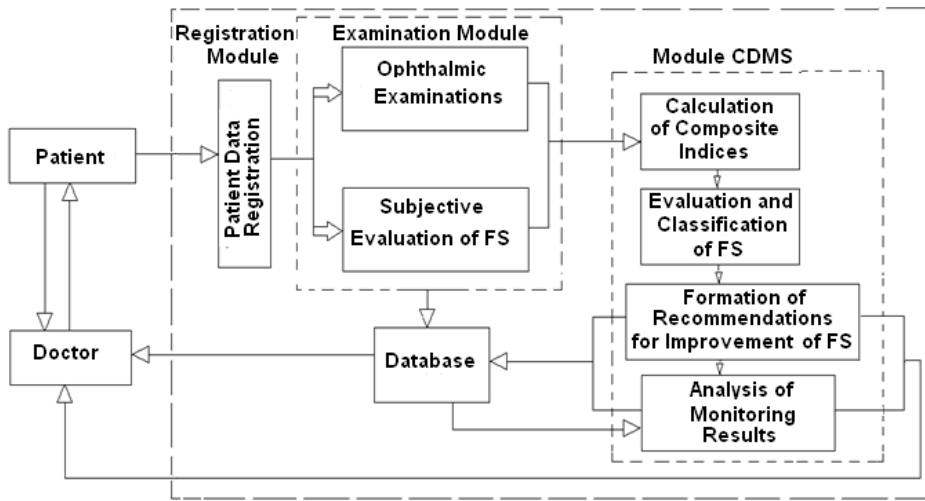 Registration
Module
Examination Module
Module CDMS
Patient
Patient Data
Registration
Ophthalmic
Examinations
Subjective
Evaluation of FS
Calculation
of Composite
Indices
Evaluation and
Classification
of FS
Formation of
Recommendations
for Improvement of FS
Analysis of
Monitoring
Results
Doctor
Database